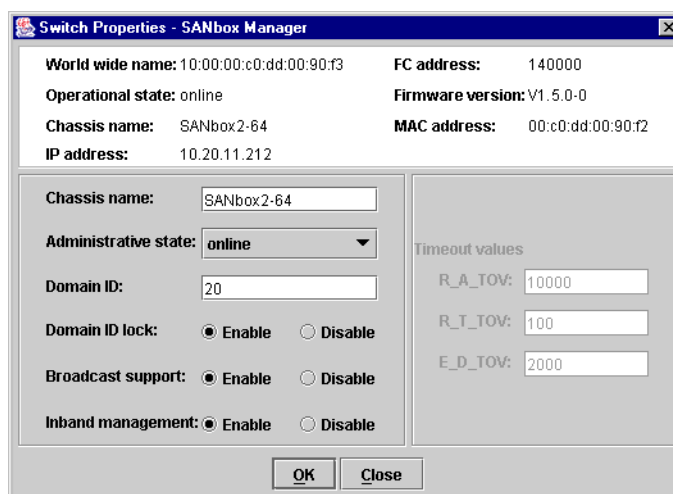 Switch Properties - SANbox Manager
World wide name: 10:00:00:c0:dd:00:90:f3 FC address: 140000
Operational state: online Firmware version: V1.5.0-0
Chassis name: SANbox2-64 MAC address: 00:c0:dd:00:90:f2
IP address: 10.20.11.212
Chassis name: SANbox2-64
Administrative state: online
Timeout values
Domain ID: 20 R_A_TOV: 10000
Domain ID lock: Enable Disable R_T_TOV: 100
Broadcast support: Enable Disable E_D_TOV: 2000
Inband management: Enable Disable
OK Close